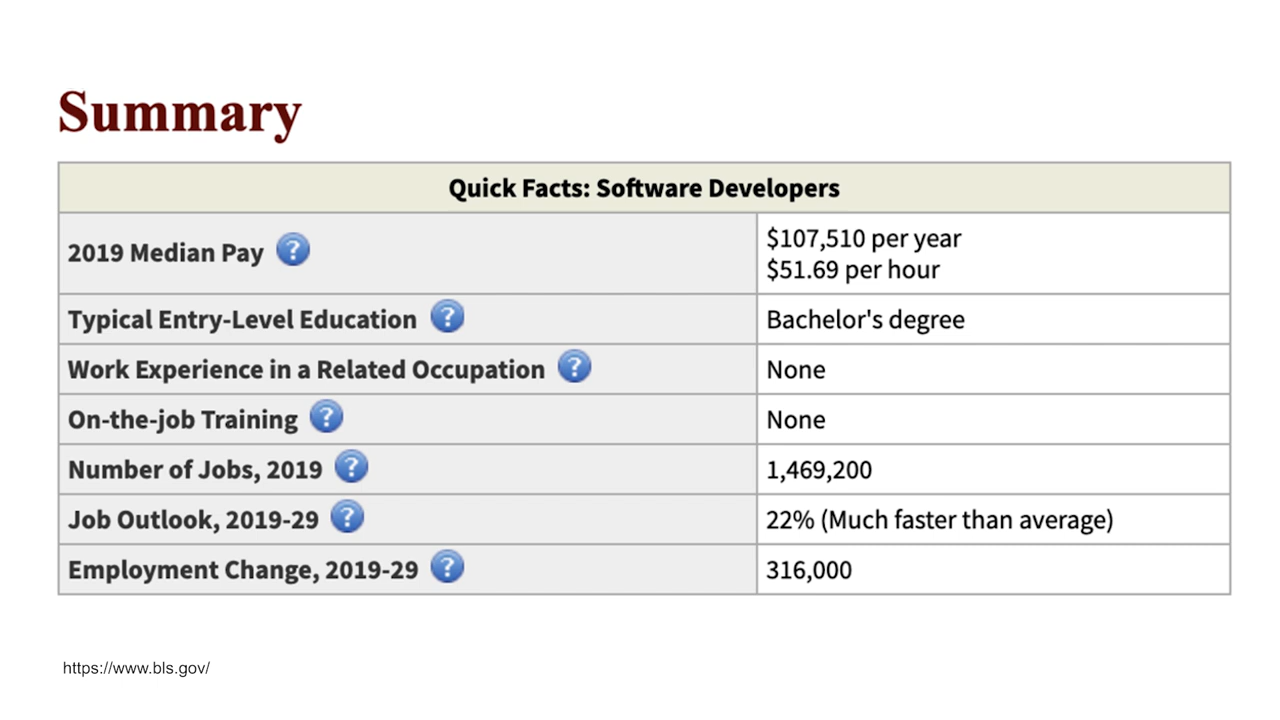 Summary
Quick Facts: Software Developers
2019 Median Pay ?
$107,510 per year
$51.69 per hour
Typical Entry-Level Education ?
Bachelor's degree
Work Experience in a Related Occupation ?
None
On-the-job Training ?
None
Number of Jobs, 2019 ?
1,469,200
Job Outlook, 2019-29 ?
22% (Much faster than average)
Employment Change, 2019-29 ?
316,000
https://www.bls.gov/